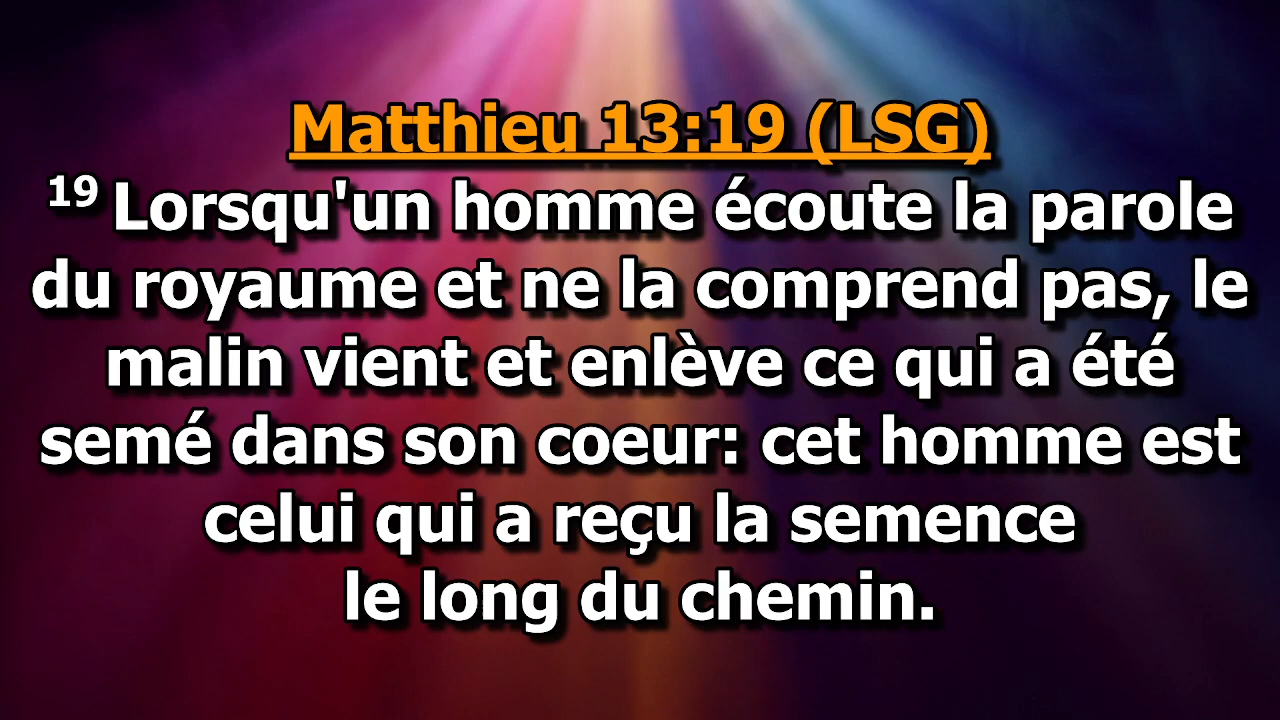 Matthieu 13:19 (LSG)
19 Lorsqu'un homme écoute la parole
du royaume et ne la comprend pas, le
malin vient et enlève ce qui a été
semé dans son coeur: cet homme est
celui qui a reçu la semence
le long du chemin.